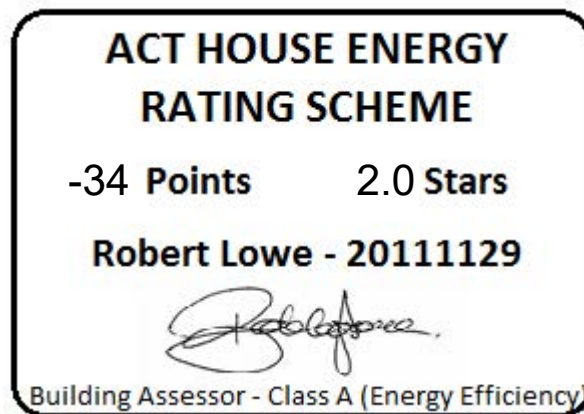 ACT HOUSE ENERGY
RATING SCHEME
-34 Points 2.0 Stars
Robert Lowe - 20111129
Building Assessor - Class A (Energy Efficiency)